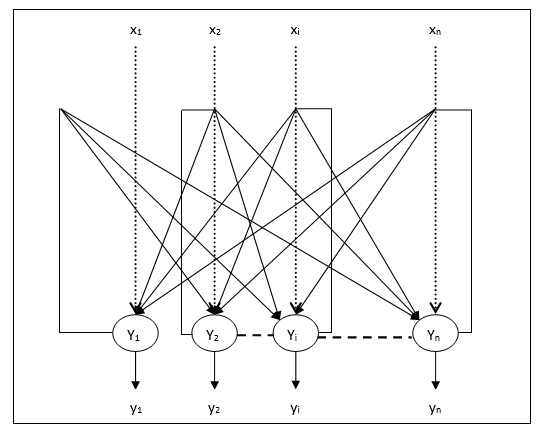 x₁ x₂ xᵢ xₙ
Y₁ Y₂ Yᵢ Yₙ
y₁ y₂ yᵢ yₙ